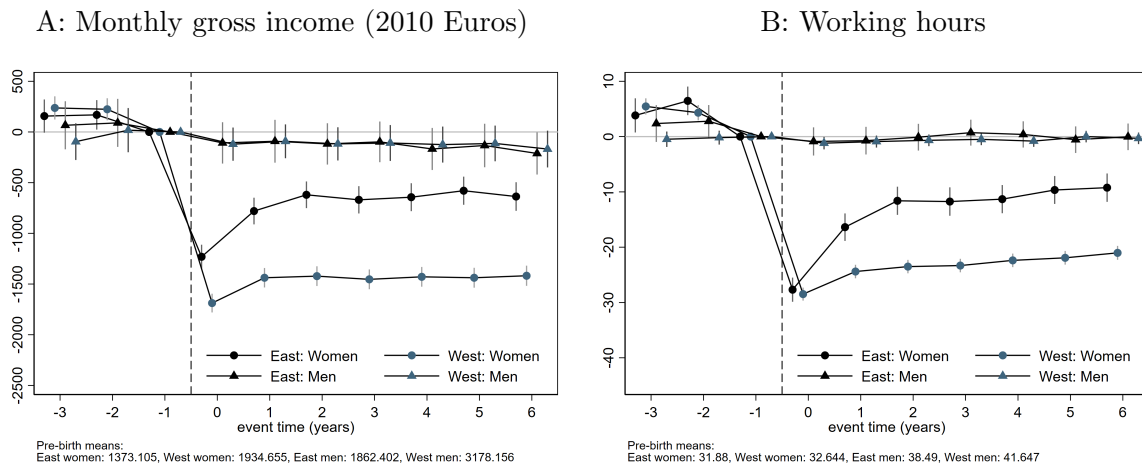 A: Monthly gross income (2010 Euros)
500
0
-500
-1000
-1500
-2000
-2500
East: Women West: Women
East: Men West: Men
-3 -2 -1 0 1 2 3 4 5 6
event time (years)
Pre-birth means:
East women: 1373.105, West women: 1934.655, East men: 1862.402, West men: 3178.156
B: Working hours
10
0
-10
-20
-30
-40
East: Women West: Women
East: Men West: Men
-3 -2 -1 0 1 2 3 4 5 6
event time (years)
Pre-birth means:
East women: 31.88, West women: 32.644, East men: 38.49, West men: 41.647